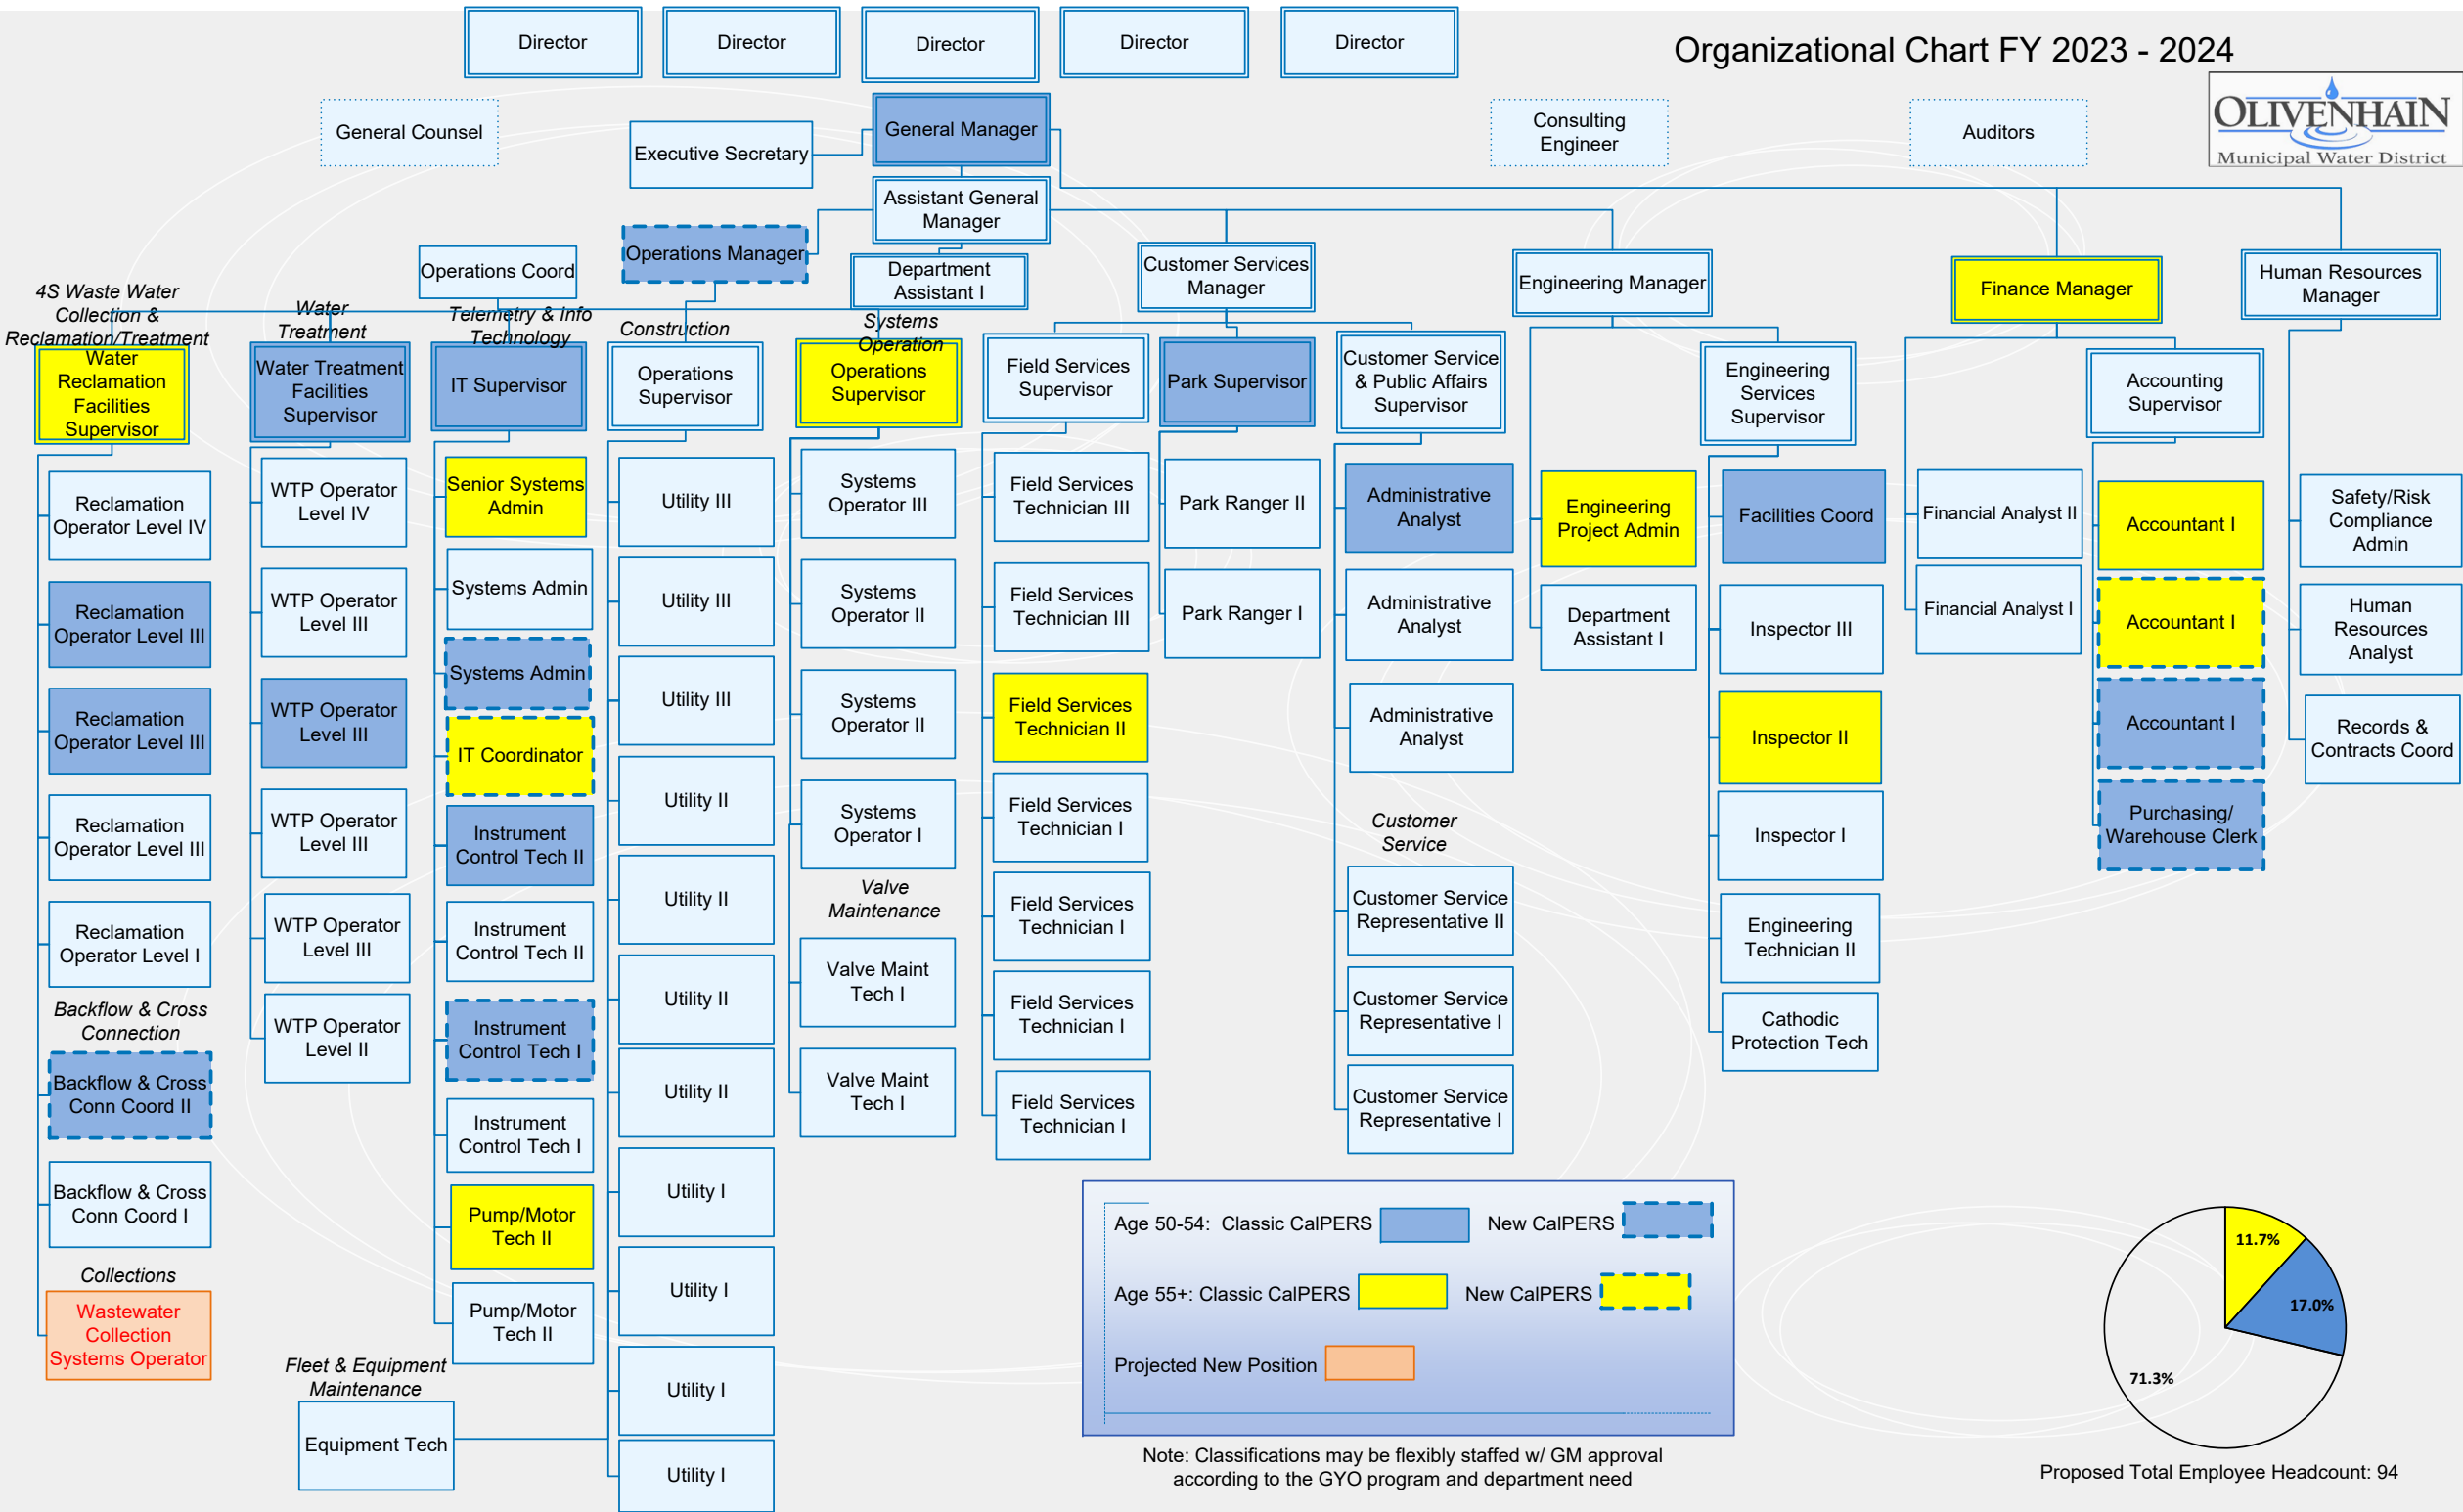 Director
Director
Director
Director
Director
Organizational Chart FY 2023 - 2024
OLIVENHAIN
Municipal Water District
General Counsel
Executive Secretary
General Manager
Consulting
Engineer
Auditors
Assistant General
Manager
Operations Coord
Operations Manager
Department
Assistant I
Customer Services
Manager
Engineering Manager
Finance Manager
Human Resources
Manager
4S Waste Water
Collection &
Reclamation/Treatment
Water
Treatment
Telemetry & Info
Technology
Construction
Systems
Operation
Water
Reclamation
Facilities
Supervisor
Water Treatment
Facilities
Supervisor
IT Supervisor
Operations
Supervisor
Operations
Supervisor
Field Services
Supervisor
Park Supervisor
Customer Service
& Public Affairs
Supervisor
Engineering
Services
Supervisor
Accounting
Supervisor
Reclamation
Operator Level IV
Reclamation
Operator Level III
Reclamation
Operator Level III
Reclamation
Operator Level III
Reclamation
Operator Level I
Backflow & Cross
Connection
Backflow & Cross
Conn Coord II
Backflow & Cross
Conn Coord I
Collections
Wastewater
Collection
Systems Operator
WTP Operator
Level IV
WTP Operator
Level III
WTP Operator
Level III
WTP Operator
Level III
WTP Operator
Level III
WTP Operator
Level II
Fleet & Equipment
Maintenance
Equipment Tech
Senior Systems
Admin
Systems Admin
Systems Admin
IT Coordinator
Instrument
Control Tech II
Instrument
Control Tech II
Instrument
Control Tech I
Instrument
Control Tech I
Pump/Motor
Tech II
Pump/Motor
Tech II
Utility III
Utility III
Utility III
Utility II
Utility II
Utility II
Utility II
Utility I
Utility I
Utility I
Utility I
Systems
Operator III
Systems
Operator II
Systems
Operator II
Systems
Operator I
Valve
Maintenance
Valve Maint
Tech I
Valve Maint
Tech I
Field Services
Technician III
Field Services
Technician III
Field Services
Technician II
Field Services
Technician I
Field Services
Technician I
Field Services
Technician I
Field Services
Technician I
Park Ranger II
Park Ranger I
Administrative
Analyst
Administrative
Analyst
Administrative
Analyst
Customer
Service
Customer Service
Representative II
Customer Service
Representative I
Customer Service
Representative I
Engineering
Project Admin
Department
Assistant I
Facilities Coord
Inspector III
Inspector II
Inspector I
Engineering
Technician II
Cathodic
Protection Tech
Financial Analyst II
Financial Analyst I
Accountant I
Accountant I
Accountant I
Purchasing/
Warehouse Clerk
Safety/Risk
Compliance
Admin
Human
Resources
Analyst
Records &
Contracts Coord
Age 50-54: Classic CalPERS New CalPERS
Age 55+: Classic CalPERS New CalPERS
Projected New Position
Note: Classifications may be flexibly staffed w/ GM approval
according to the GYO program and department need
11.7%
17.0%
71.3%
Proposed Total Employee Headcount: 94